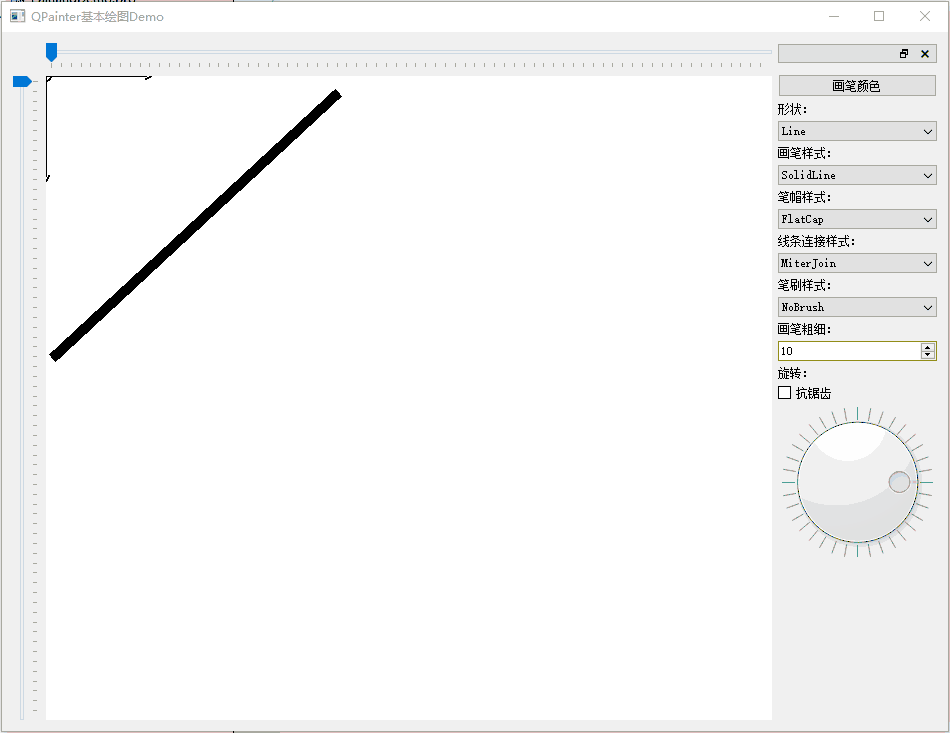 QPainter基本绘图Demo
画笔颜色
形状：
Line
画笔样式：
SolidLine
笔帽样式：
FlatCap
线条连接样式：
MiterJoin
笔刷样式：
NoBrush
画笔粗细：
10
旋转：
抗锯齿